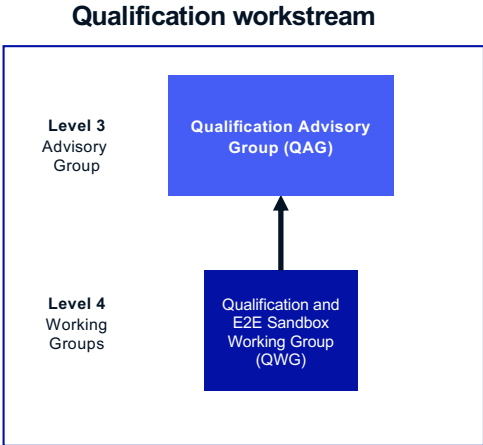 Qualification workstream
Level 3
Advisory
Group
Qualification Advisory
Group (QAG)
Level 4
Working
Groups
Qualification and
E2E Sandbox
Working Group
(QWG)